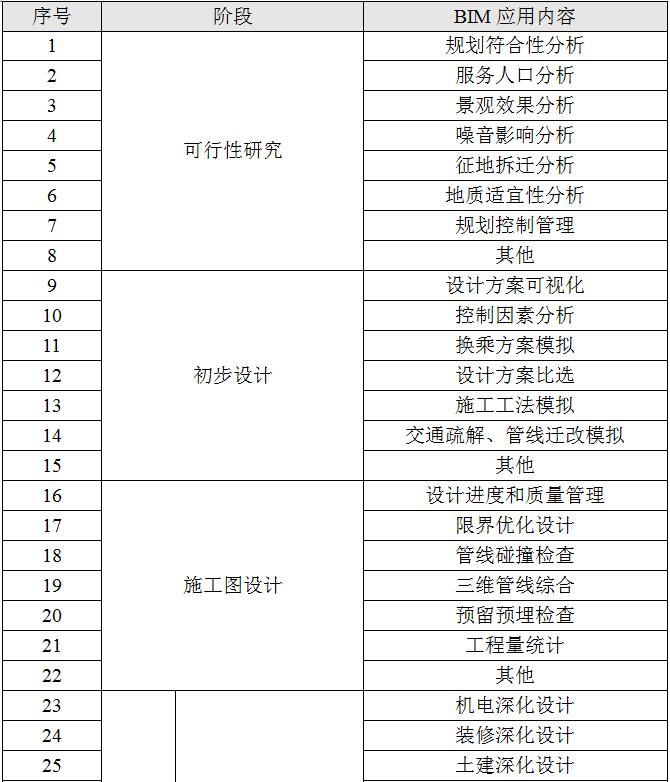 序号 阶段 BIM 应用内容
1 可行性研究 规划符合性分析
2 服务人口分析
3 景观效果分析
4 噪音影响分析
5 征地拆迁分析
6 地质适宜性分析
7 规划控制管理
8 其他
9 初步设计 设计方案可视化
10 控制因素分析
11 换乘方案模拟
12 设计方案比选
13 施工工法模拟
14 交通疏解、管线迁改模拟
15 其他
16 施工图设计 设计进度和质量管理
17 限界优化设计
18 管线碰撞检查
19 三维管线综合
20 预留预埋检查
21 工程量统计
22 其他
23 机电深化设计
24 装修深化设计
25 土建深化设计